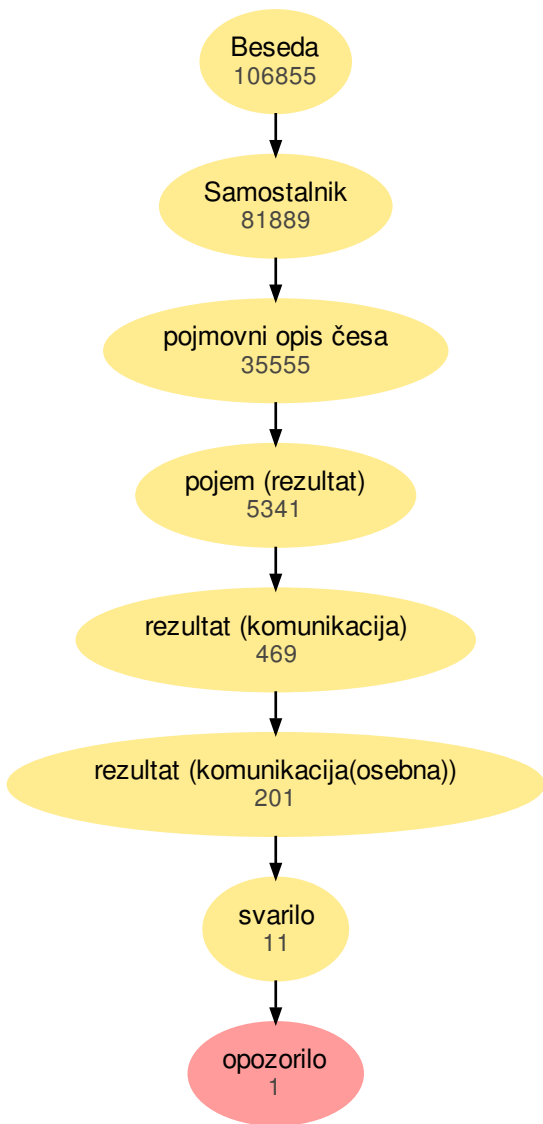 Beseda
106855
Samostalnik
81889
pojmovni opis česa
35555
pojem (rezultat)
5341
rezultat (komunikacija)
469
rezultat (komunikacija(osebna))
201
svarilo
11
opozorilo
1